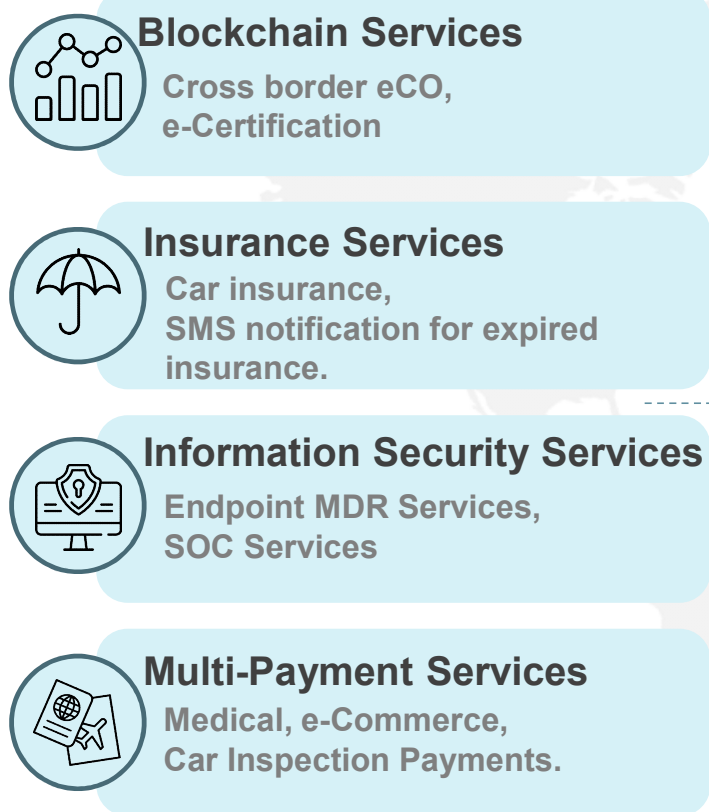 Blockchain Services
Cross border eCO,
e-Certification
Insurance Services
Car insurance,
SMS notification for expired
insurance.
Information Security Services
Endpoint MDR Services,
SOC Services
Multi-Payment Services
Medical, e-Commerce,
Car Inspection Payments.